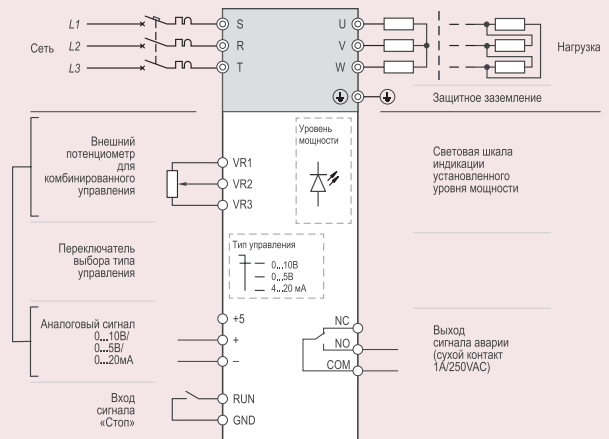 L1
S
U
Сеть
L2
R
V
Нагрузка
L3
T
W
Защитное заземление
Внешний
потенциометр
для
комбинированного
управления
VR1
VR2
VR3
Уровень
мощности
Световая шкала
индикации
установленного
уровня мощности
Переключатель
выбора типа
управления
Тип управления
0...10В
0...5В
4...20 мА
Аналоговый сигнал
0...10В/
0...5В/
0...20мА
+5
+
–
NC
NO
COM
Выход
сигнала аварии
(сухой контакт
1А/250VAC)
Вход
сигнала
«Стоп»
RUN
GND